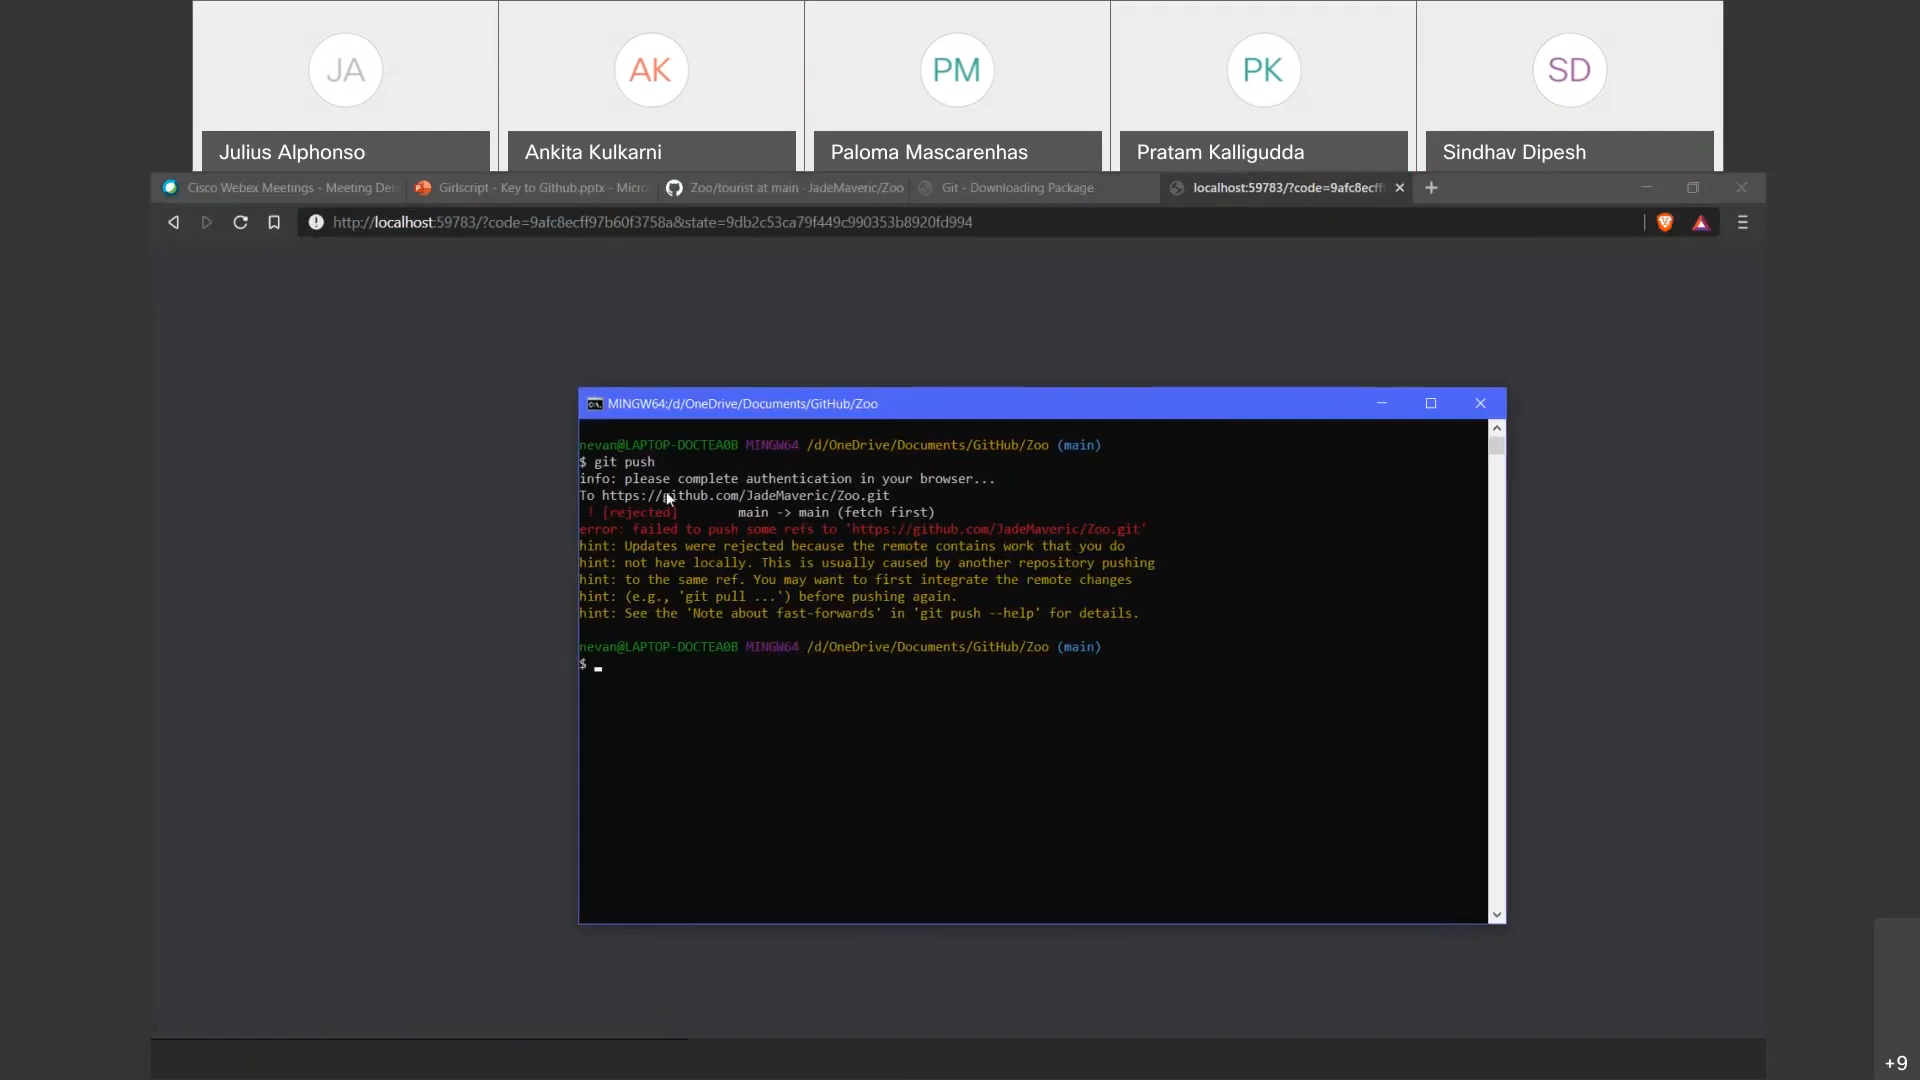 JA
AK
PM
PK
SD
Julius Alphonso
Ankita Kulkarni
Paloma Mascarenhas
Pratam Kalligudda
Sindhav Dipesh
Cisco Webex Meetings - Meeting Det
Girlscript - Key to Github.pptx - Micro
Zoo/tourist at main · JadeMaveric/Zoo
Git - Downloading Package
localhost:59783/?code=9afc8ecff
http://localhost:59783/?code=9afc8ecff97b60f3758a&state=9db2c53ca79f449c990353b8920fd994
MINGW64:/d/OneDrive/Documents/GitHub/Zoo
nevan@LAPTOP-DOCTEA0B MINGW64 /d/OneDrive/Documents/GitHub/Zoo (main)
$ git push
info: please complete authentication in your browser...
To https://github.com/JadeMaveric/Zoo.git
! [rejected] main -> main (fetch first)
error: failed to push some refs to 'https://github.com/JadeMaveric/Zoo.git'
hint: Updates were rejected because the remote contains work that you do
hint: not have locally. This is usually caused by another repository pushing
hint: to the same ref. You may want to first integrate the remote changes
hint: (e.g., 'git pull ...') before pushing again.
hint: See the 'Note about fast-forwards' in 'git push --help' for details.
nevan@LAPTOP-DOCTEA0B MINGW64 /d/OneDrive/Documents/GitHub/Zoo (main)
$
+9